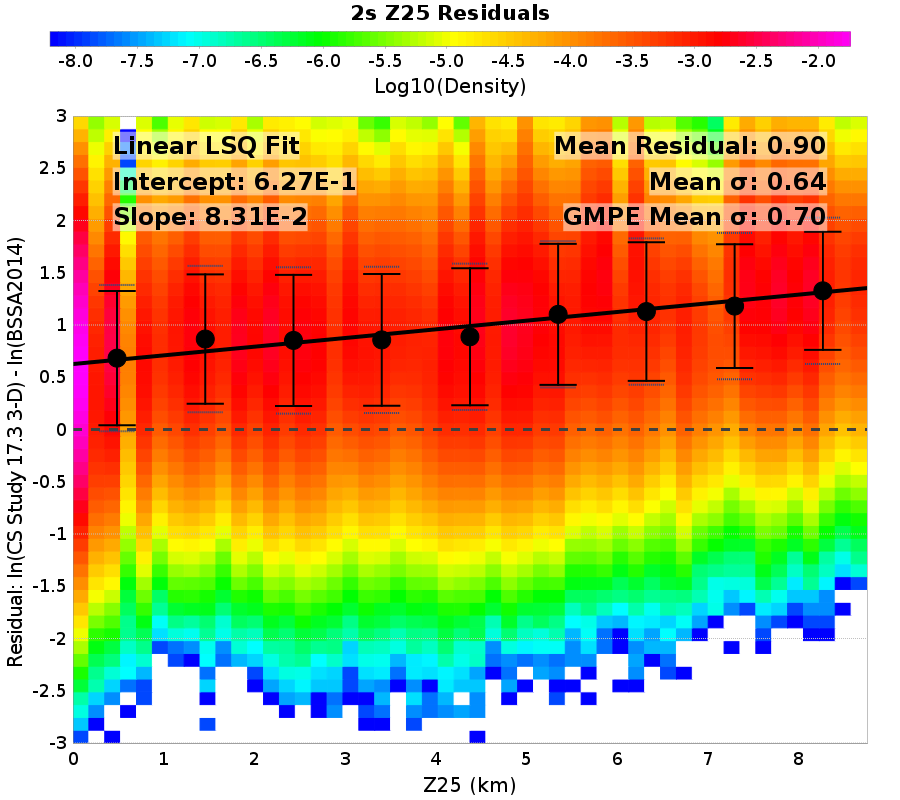 2s Z25 Residuals
-8.0 -7.5 -7.0 -6.5 -6.0 -5.5 -5.0 -4.5 -4.0 -3.5 -3.0 -2.5 -2.0
Log10(Density)
Linear LSQ Fit
Intercept: 6.27E-1
Slope: 8.31E-2
Mean Residual: 0.90
Mean σ: 0.64
GMPE Mean σ: 0.70
Residual: ln(CS Study 17.3 3-D) - ln(BSSA2014)
3
2.5
2
1.5
1
0.5
0
-0.5
-1
-1.5
-2
-2.5
-3
0 1 2 3 4 5 6 7 8
Z25 (km)